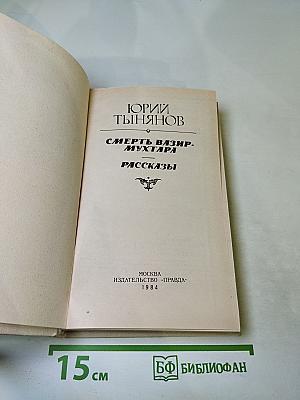 ЮРИЙ
ТЫНЯНОВ
СМЕРТЬ ВАЗИР-
МУХТАРА
РАССКАЗЫ
МОСКВА
ИЗДАТЕЛЬСТВО «ПРАВДА»
1984
15 см
БФ БИБЛИОФАН